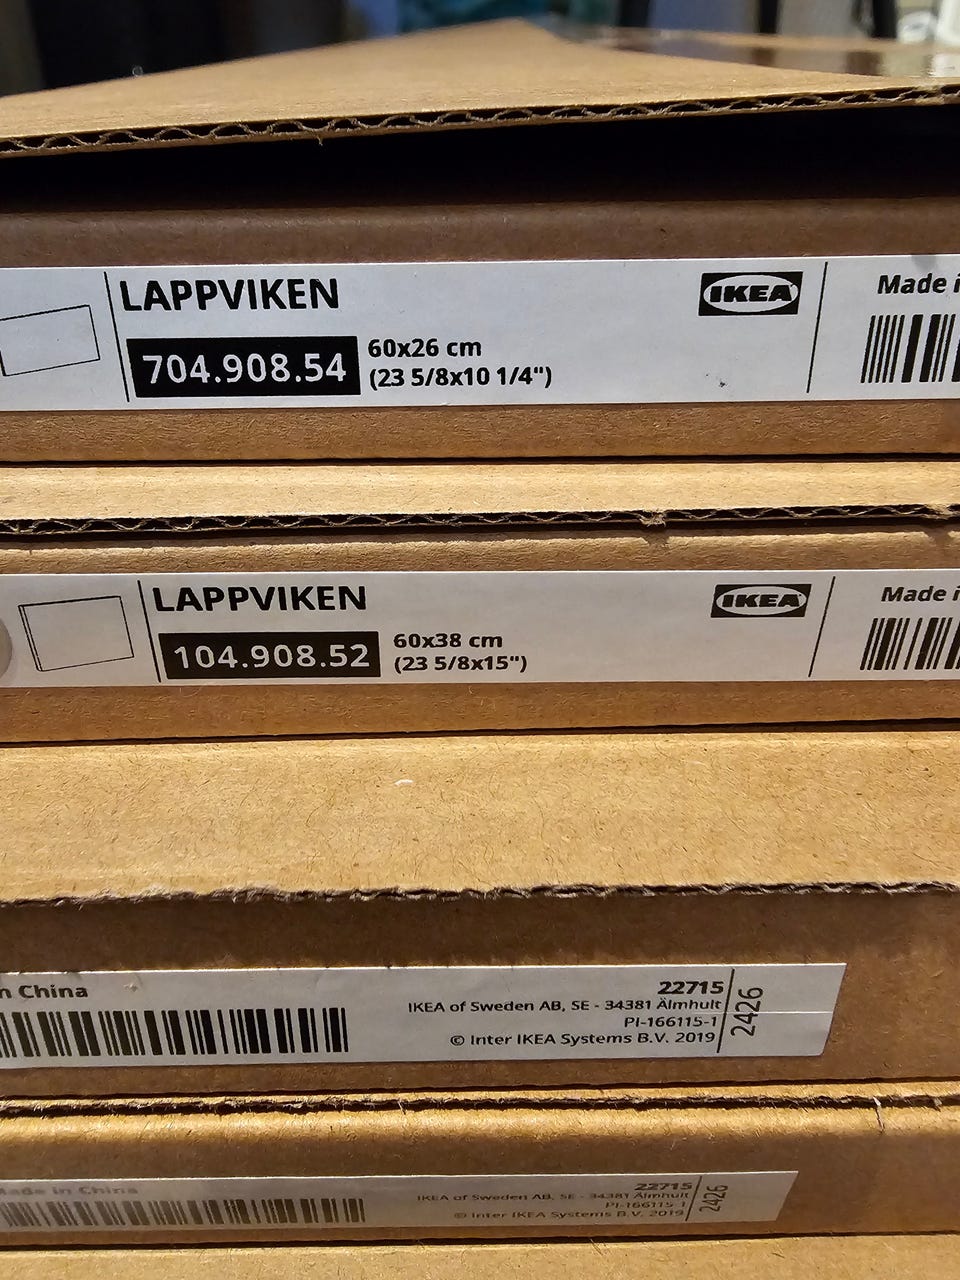 LAPPVIKEN
704.908.54
60x26 cm
(23 5/8x10 1/4")
IKEA
Made i
LAPPVIKEN
104.908.52
60x38 cm
(23 5/8x15")
IKEA
Made i
n China
22715
IKEA of Sweden AB, SE - 34381 Älmhult
PI-166115-1
© Inter IKEA Systems B.V. 2019
2426
Made in China
22715
IKEA of Sweden AB, SE - 34381 Älmhult
PI-166115-1
© Inter IKEA Systems B.V. 2019
2426